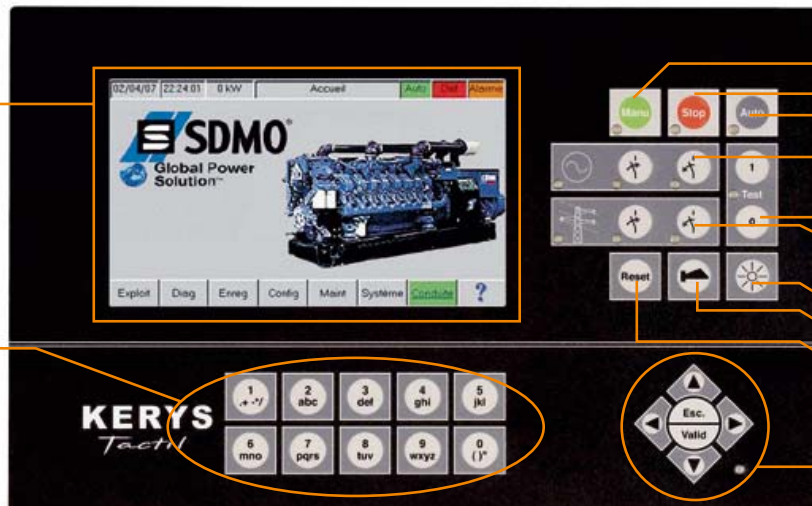 02/04/07 22:24:01 0 kW Accueil Auto Def Alarme
SDMO®
Global Power
Solution™
Exploit Diag Enreg Config Maint Système Conduite ?
Manu Stop Auto
1
Test
0
Reset
KERYS
Tactil
1 2 3 4 5
.+-*/ abc def ghi jkl
6 7 8 9 0
mno pqrs tuv wxyz ( )"
Esc.
Valid